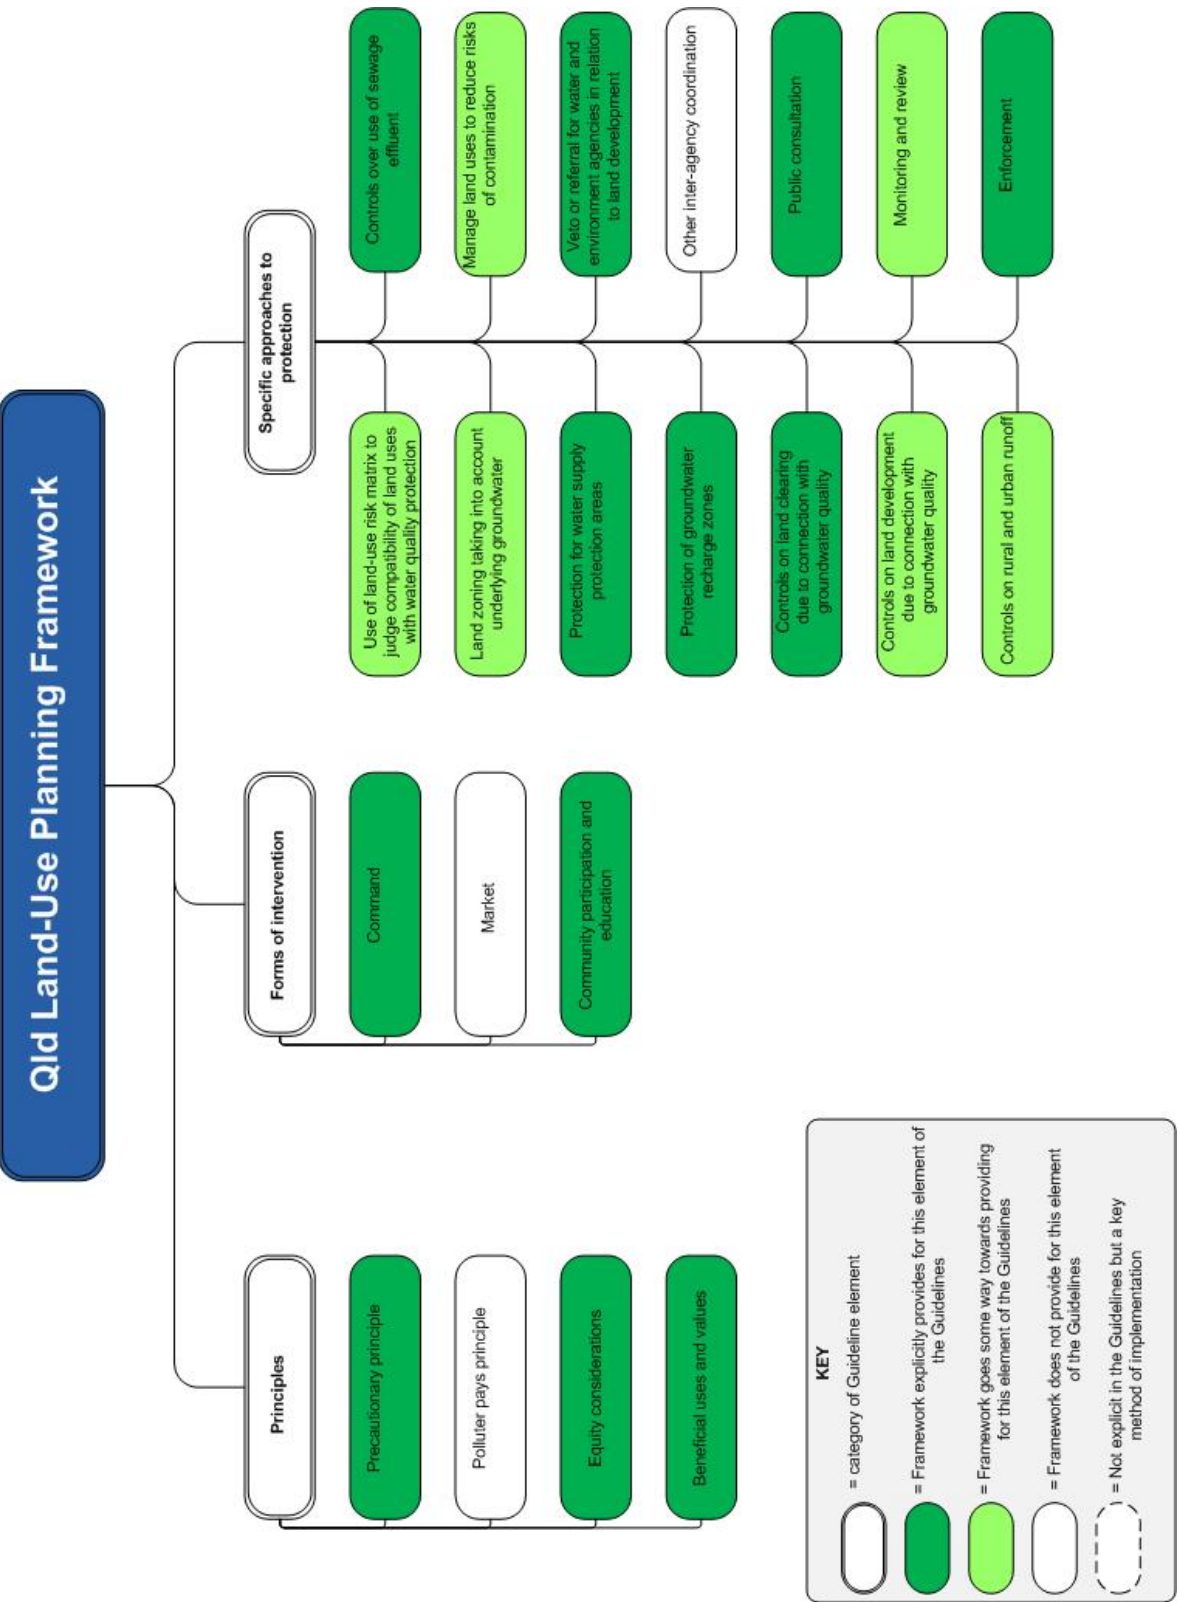 Qld Land-Use Planning Framework
Principles
Precautionary principle
Polluter pays principle
Equity considerations
Beneficial uses and values
Forms of intervention
Command
Market
Community participation and
education
Specific approaches to
protection
Use of land-use risk matrix to
judge compatibility of land uses
with water quality protection
Land zoning taking into account
underlying groundwater
Protection for water supply
protection areas
Protection of groundwater
recharge zones
Controls on land clearing
due to connection with
groundwater quality
Controls on land development
due to connection with
groundwater quality
Controls on rural and urban runoff
Controls over use of sewage
effluent
Manage land uses to reduce risks
of contamination
Veto or referral for water and
environment agencies in relation
to land development
Other inter-agency coordination
Public consultation
Monitoring and review
Enforcement
KEY
= category of Guideline element
= Framework explicitly provides for this element of
the Guidelines
= Framework goes some way towards providing
for this element of the Guidelines
= Framework does not provide for this element
of the Guidelines
= Not explicit in the Guidelines but a key
method of implementation